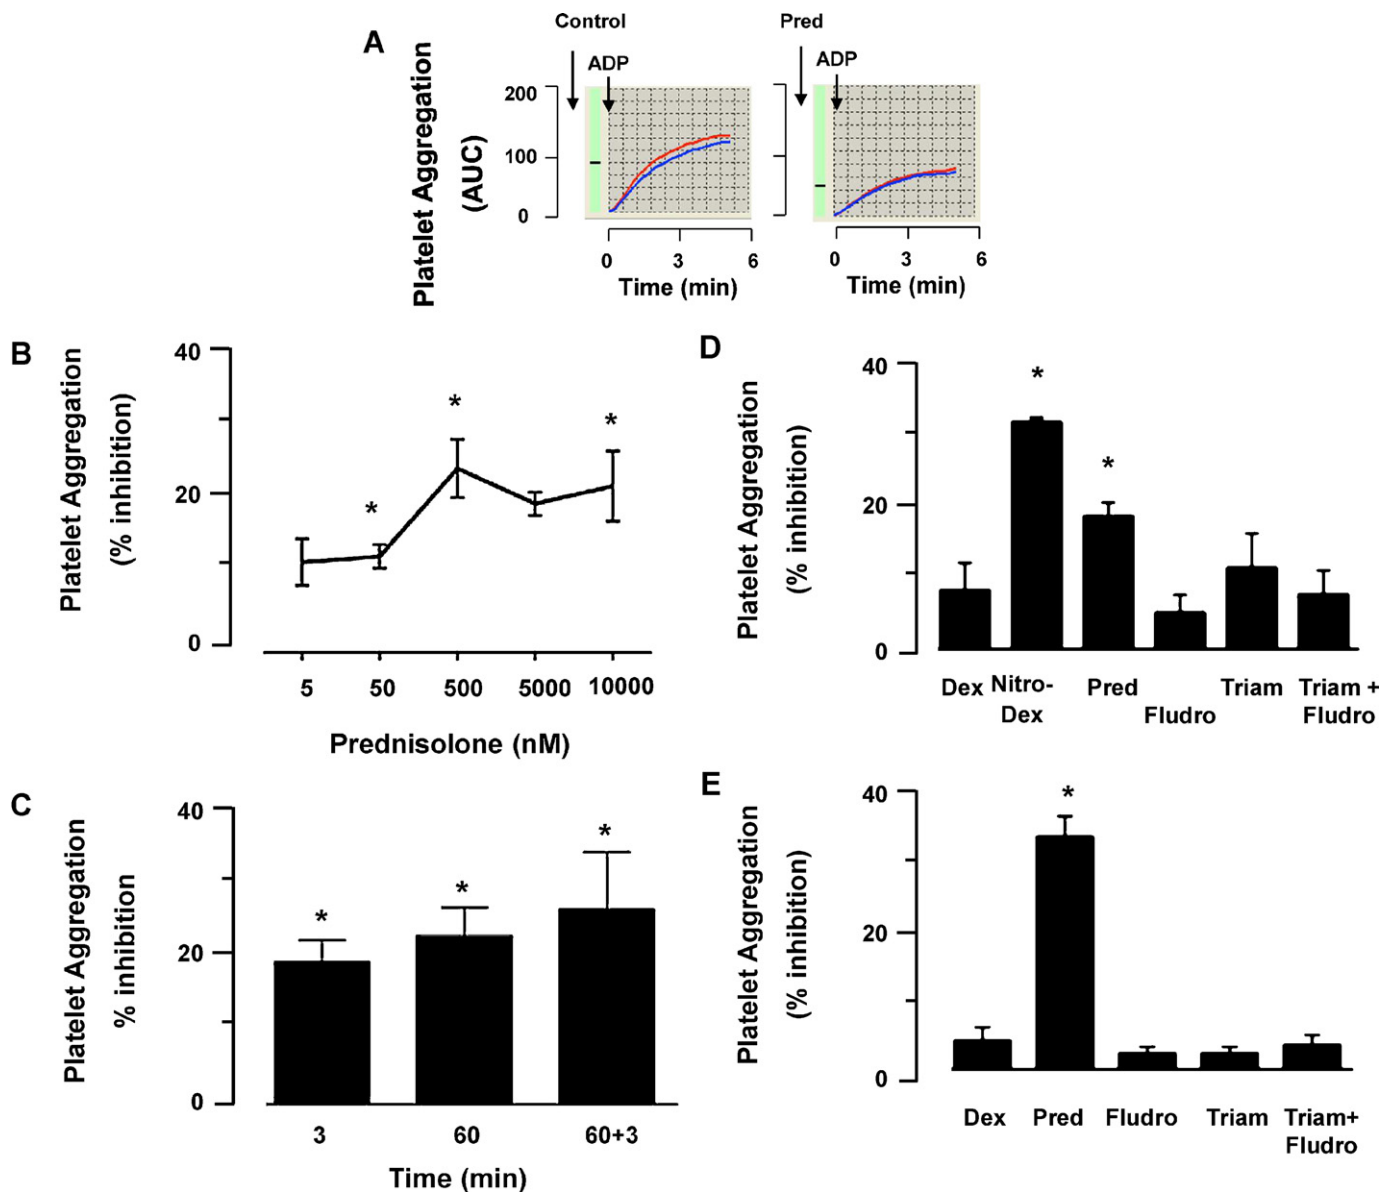 A
Platelet Aggregation
(AUC)
Control
ADP
200
100
0
0 3 6
Time (min)
Pred
ADP
0 3 6
Time (min)
B
Platelet Aggregation
(% inhibition)
40
20
0
*
*
*
5 50 500 5000 10000
Prednisolone (nM)
C
Platelet Aggregation
% inhibition
40
20
0
*
*
*
3 60 60+3
Time (min)
D
Platelet Aggregation
(% inhibition)
40
20
0
*
*
Dex Nitro- Pred Triam Triam +
Dex Fludro Fludro
E
Platelet Aggregation
(% inhibition)
40
20
0
*
Dex Pred Fludro Triam Triam+
Fludro